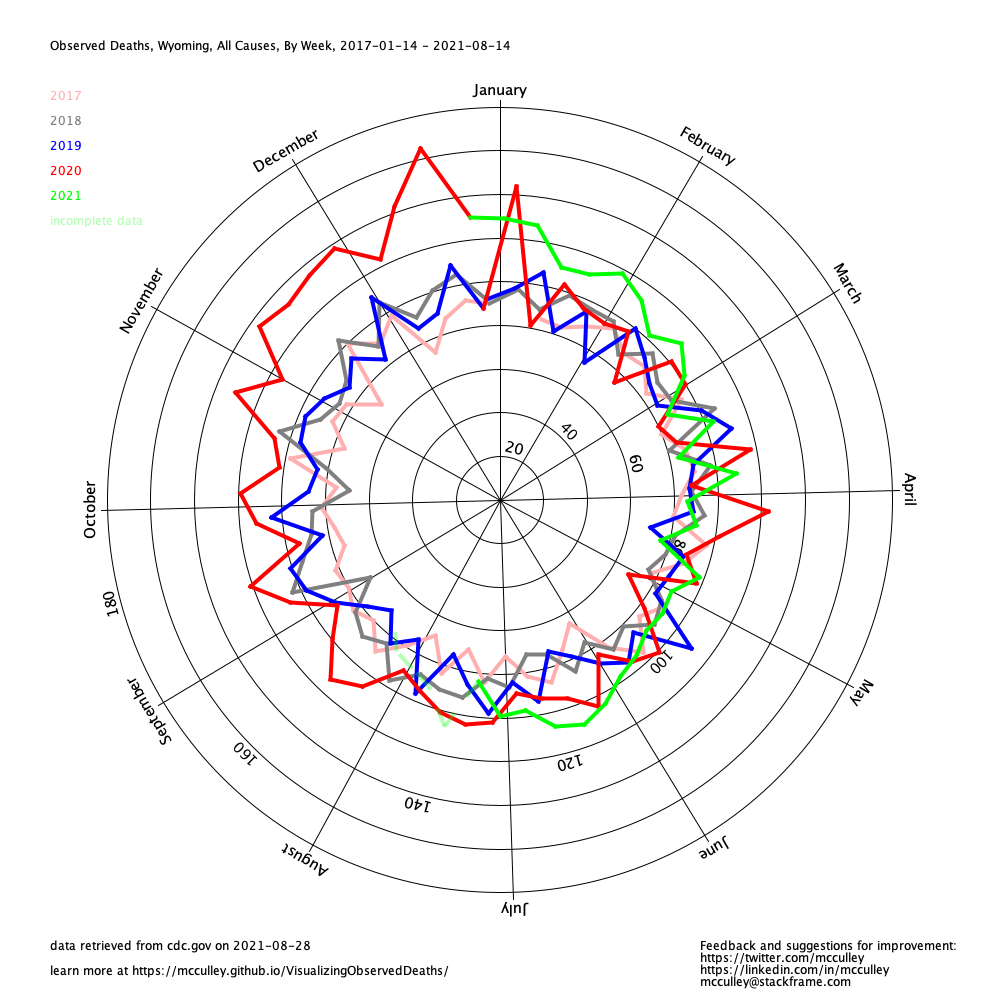 Observed Deaths, Wyoming, All Causes, By Week, 2017-01-14 - 2021-08-14
January
2017
2018
2019
2020
2021
incomplete data
December
February
November
March
20
40
60
October
April
8
180
100
September
May
160
120
140
August
June
July
data retrieved from cdc.gov on 2021-08-28
learn more at https://mcculley.github.io/VisualizingObservedDeaths/
Feedback and suggestions for improvement:
https://twitter.com/mcculley
https://linkedin.com/in/mcculley
mcculley@stackframe.com